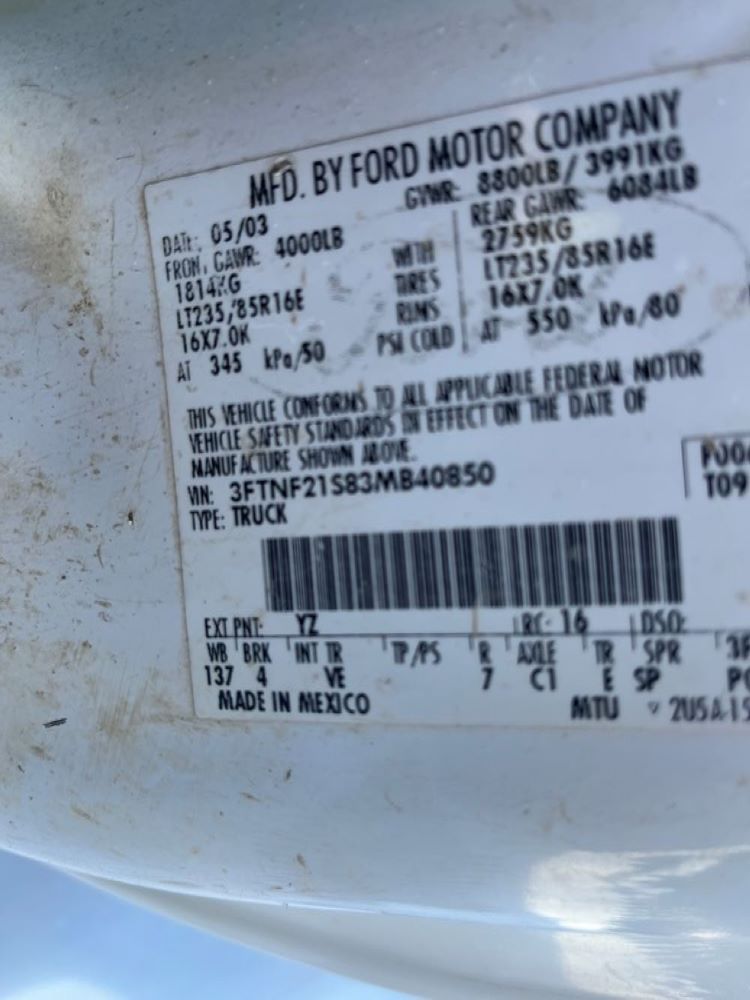 MFD. BY FORD MOTOR COMPANY
DATE: 05/03 GVWR: 8800LB / 3991KG
FRONT GAWR: 4000LB REAR GAWR: 6084LB
1814KG WITH 2759KG
LT235/85R16E TIRES LT235/85R16E
16X7.0K RIMS 16X7.0K
AT 345 kPa/50 PSI COLD AT 550 kPa/80
THIS VEHICLE CONFORMS TO ALL APPLICABLE FEDERAL MOTOR
VEHICLE SAFETY STANDARDS IN EFFECT ON THE DATE OF
MANUFACTURE SHOWN ABOVE.
VIN: 3FTNF21S83MB40850
TYPE: TRUCK
T09
EXT PNT: YZ RC: 16 DSO:
WB BRK INT TR TP/PS R AXLE TR SPR
137 4 VE 7 C1 E SP
MADE IN MEXICO MTU